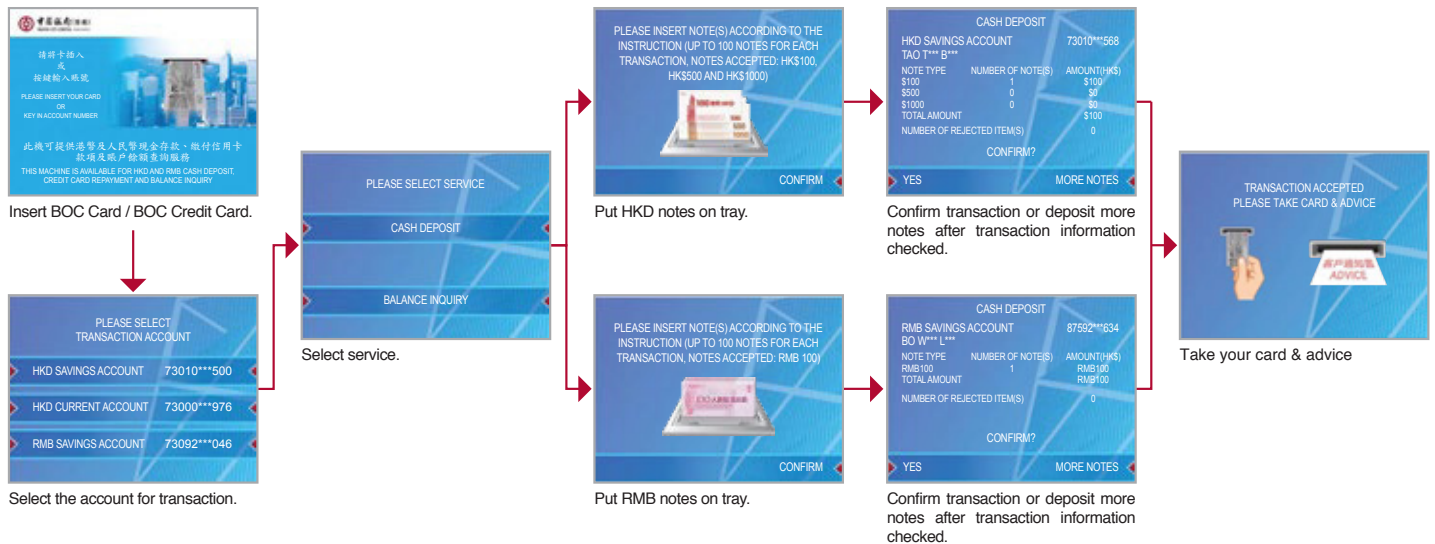 中國銀行(香港)
BANK OF CHINA (HONG KONG)
請將卡插入
或
按鍵輸入賬號
PLEASE INSERT YOUR CARD
OR
KEY IN ACCOUNT NUMBER
此機可提供港幣及人民幣現金存款、繳付信用卡
款項及賬戶餘額查詢服務
THIS MACHINE IS AVAILABLE FOR HKD AND RMB CASH DEPOSIT,
CREDIT CARD REPAYMENT AND BALANCE INQUIRY
Insert BOC Card / BOC Credit Card.
PLEASE SELECT
TRANSACTION ACCOUNT
HKD SAVINGS ACCOUNT 73010***500
HKD CURRENT ACCOUNT 73000***976
RMB SAVINGS ACCOUNT 73092***046
Select the account for transaction.
PLEASE SELECT SERVICE
CASH DEPOSIT
BALANCE INQUIRY
Select service.
PLEASE INSERT NOTE(S) ACCORDING TO THE
INSTRUCTION (UP TO 100 NOTES FOR EACH
TRANSACTION, NOTES ACCEPTED: HK$100,
HK$500 AND HK$1000)
100
500
1000
CONFIRM
Put HKD notes on tray.
CASH DEPOSIT
HKD SAVINGS ACCOUNT 73010***568
TAO T*** B***
NOTE TYPE NUMBER OF NOTE(S) AMOUNT(HK$)
$100 1 $100
$500 0 $0
$1000 0 $0
TOTAL AMOUNT $100
NUMBER OF REJECTED ITEM(S) 0
CONFIRM?
YES MORE NOTES
Confirm transaction or deposit more
notes after transaction information
checked.
PLEASE INSERT NOTE(S) ACCORDING TO THE
INSTRUCTION (UP TO 100 NOTES FOR EACH
TRANSACTION, NOTES ACCEPTED: RMB 100)
CONFIRM
Put RMB notes on tray.
CASH DEPOSIT
RMB SAVINGS ACCOUNT 87592***634
BO W*** L***
NOTE TYPE NUMBER OF NOTE(S) AMOUNT(HK$)
RMB100 1 RMB100
TOTAL AMOUNT RMB100
NUMBER OF REJECTED ITEM(S) 0
CONFIRM?
YES MORE NOTES
Confirm transaction or deposit more
notes after transaction information
checked.
TRANSACTION ACCEPTED
PLEASE TAKE CARD & ADVICE
客戶通知書
ADVICE
Take your card & advice